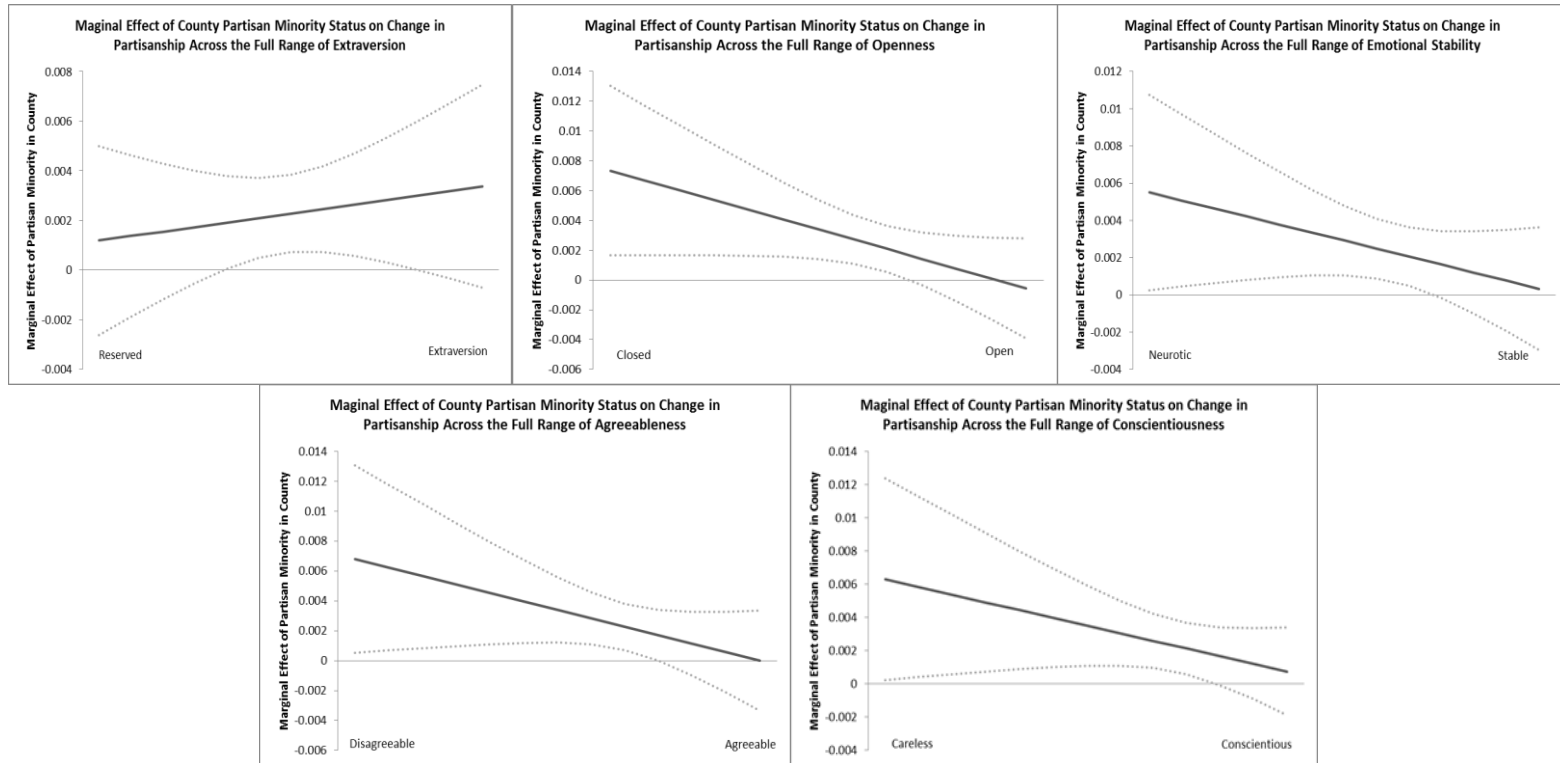 Maginal Effect of County Partisan Minority Status on Change in
Partisanship Across the Full Range of Extraversion
Marginal Effect of Partisan Minority in County
0.008
0.006
0.004
0.002
0
-0.002
-0.004
Reserved
Extraversion
Maginal Effect of County Partisan Minority Status on Change in
Partisanship Across the Full Range of Openness
Marginal Effect of Partisan Minority in County
0.014
0.012
0.01
0.008
0.006
0.004
0.002
0
-0.002
-0.004
-0.006
Closed
Open
Maginal Effect of County Partisan Minority Status on Change in
Partisanship Across the Full Range of Emotional Stability
Marginal Effect of Partisan Minority in County
0.012
0.01
0.008
0.006
0.004
0.002
0
-0.002
-0.004
Neurotic
Stable
Maginal Effect of County Partisan Minority Status on Change in
Partisanship Across the Full Range of Agreeableness
Marginal Effect of Partisan Minority in County
0.014
0.012
0.01
0.008
0.006
0.004
0.002
0
-0.002
-0.004
-0.006
Disagreeable
Agreeable
Maginal Effect of County Partisan Minority Status on Change in
Partisanship Across the Full Range of Conscientiousness
Marginal Effect of Partisan Minority in County
0.014
0.012
0.01
0.008
0.006
0.004
0.002
0
-0.002
-0.004
Careless
Conscientious